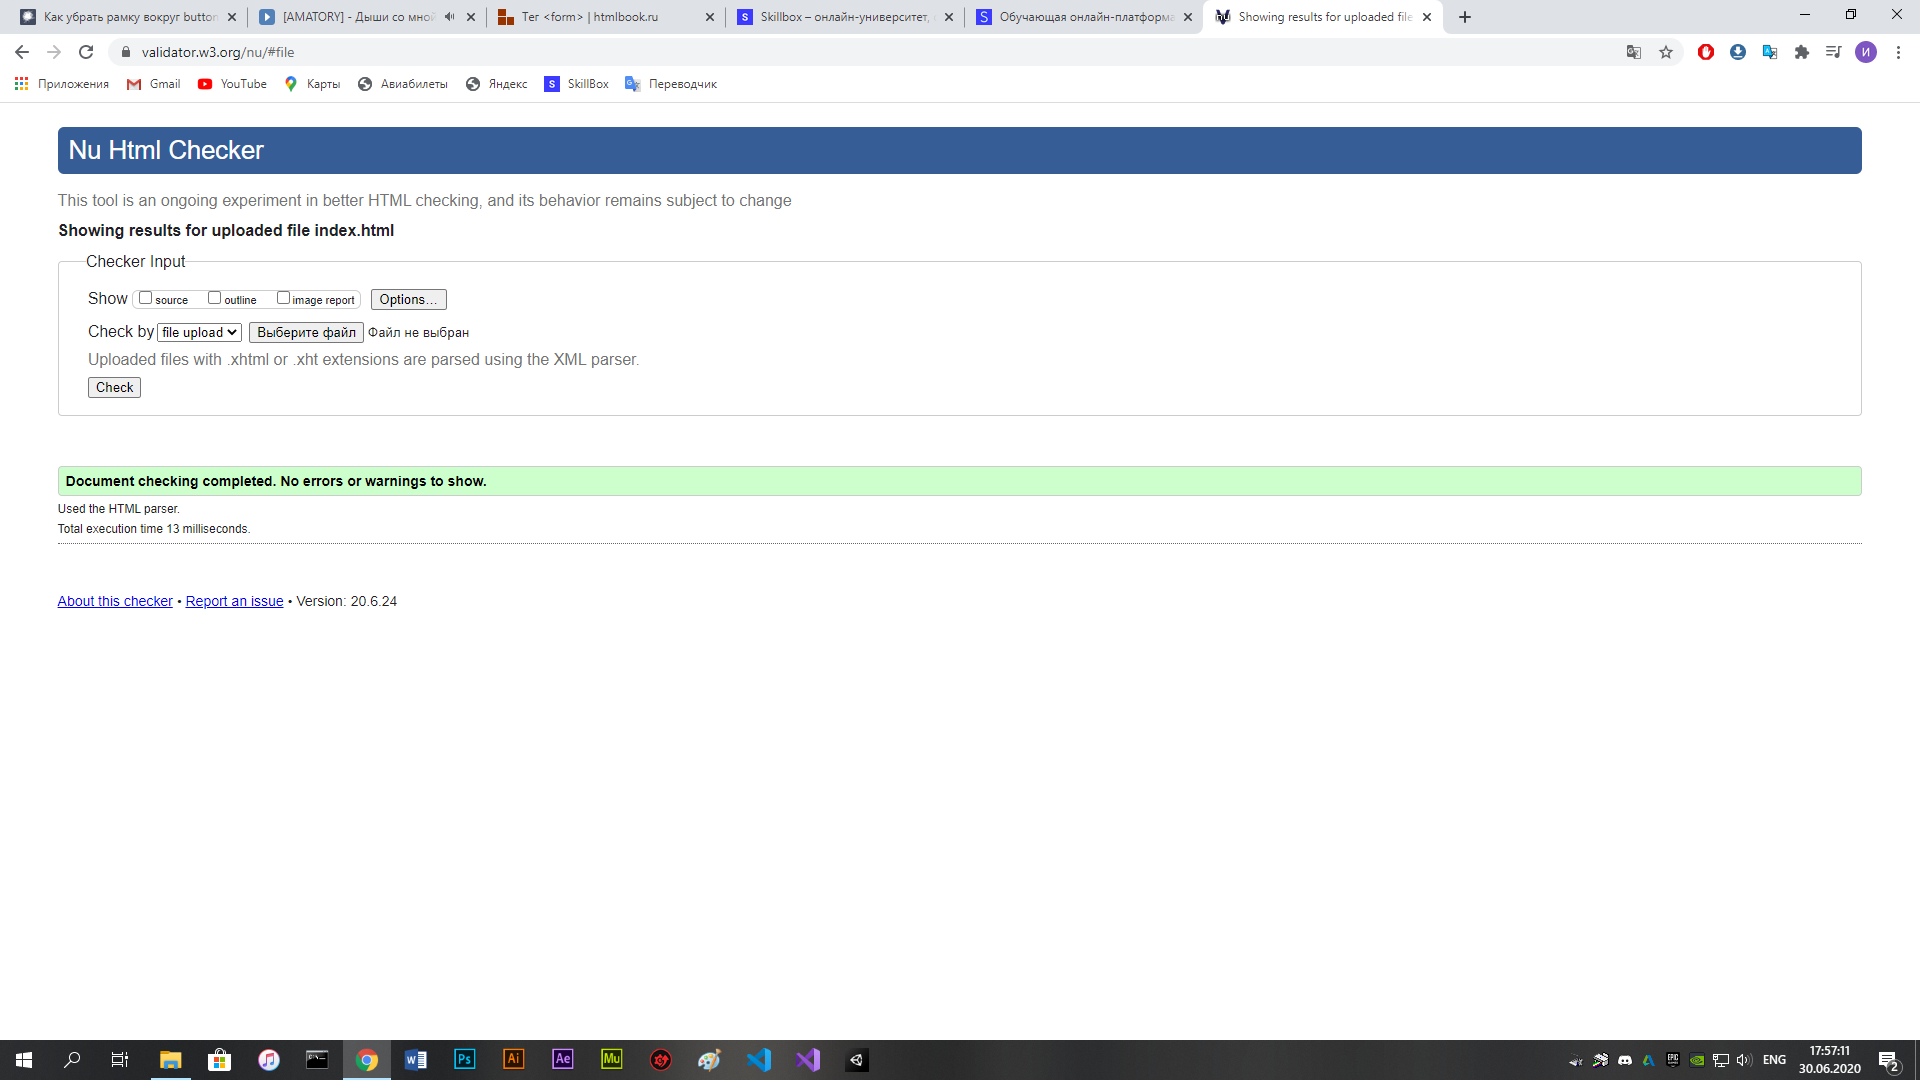 Как убрать рамку вокруг button
[AMATORY] - Дыши со мной
Тег <form> | htmlbook.ru
Skillbox – онлайн-университет,
Обучающая онлайн-платформа
Showing results for uploaded file
validator.w3.org/nu/#file
И
Приложения
Gmail
YouTube
Карты
Авиабилеты
Яндекс
SkillBox
Переводчик
Nu Html Checker
This tool is an ongoing experiment in better HTML checking, and its behavior remains subject to change
Showing results for uploaded file index.html
Checker Input
Show source outline image report Options...
Check by file upload Выберите файл Файл не выбран
Uploaded files with .xhtml or .xht extensions are parsed using the XML parser.
Check
Document checking completed. No errors or warnings to show.
Used the HTML parser.
Total execution time 13 milliseconds.
About this checker • Report an issue • Version: 20.6.24
Ps
Ai
Ae
Mu
EPIC
ENG
17:57:11
30.06.2020
2